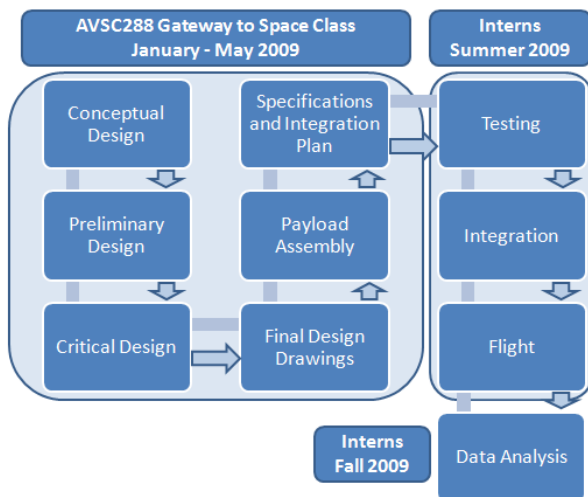 AVSC288 Gateway to Space Class
January - May 2009
Interns
Summer 2009
Conceptual
Design
Preliminary
Design
Critical Design
Final Design
Drawings
Payload
Assembly
Specifications
and Integration
Plan
Testing
Integration
Flight
Interns
Fall 2009
Data Analysis